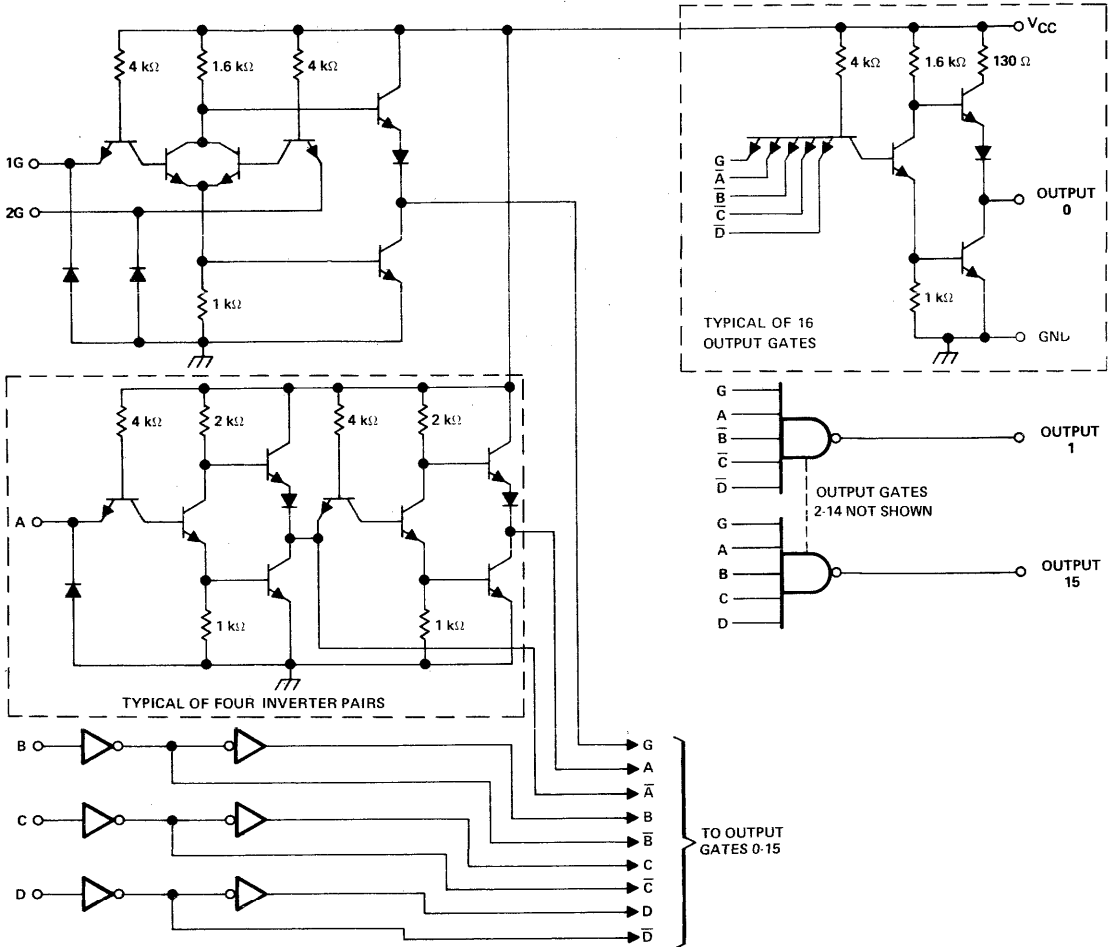 VCC
4 kΩ
1.6 kΩ
4 kΩ
4 kΩ
1.6 kΩ
130 Ω
1G
2G
G
A̅
B̅
C̅
D̅
OUTPUT
0
1 kΩ
1 kΩ
TYPICAL OF 16
OUTPUT GATES
4 kΩ
2 kΩ
4 kΩ
2 kΩ
A
1 kΩ
1 kΩ
TYPICAL OF FOUR INVERTER PAIRS
G
A
B̅
C̅
D̅
OUTPUT
1
OUTPUT GATES
2-14 NOT SHOWN
G
A
B
C
D
OUTPUT
15
B
C
D
G
A
A̅
B
B̅
C
C̅
D
D̅
TO OUTPUT
GATES 0-15